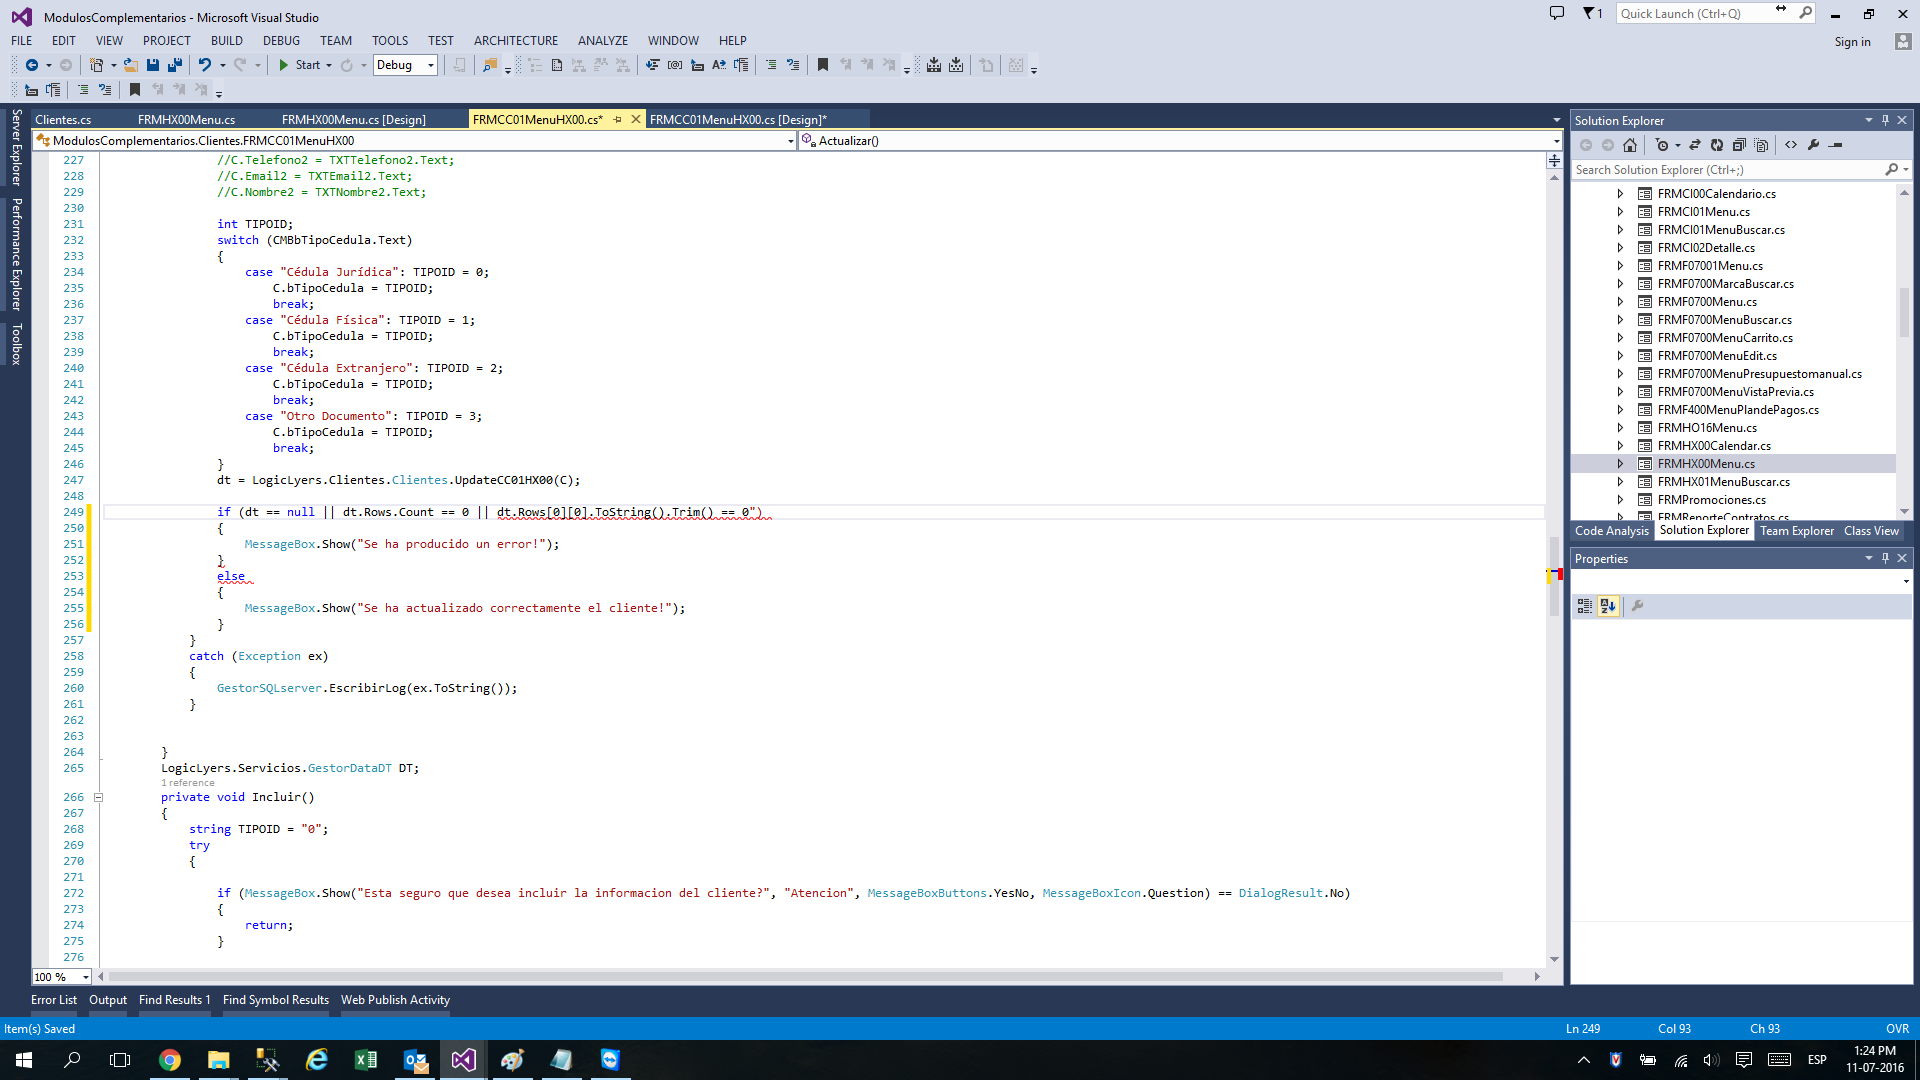 ModulosComplementarios - Microsoft Visual Studio
1
Quick Launch (Ctrl+Q)
FILE EDIT VIEW PROJECT BUILD DEBUG TEAM TOOLS TEST ARCHITECTURE ANALYZE WINDOW HELP
Sign in
Start Debug
Server Explorer
Performance Explorer
Toolbox
Clientes.cs FRMHX00Menu.cs FRMHX00Menu.cs [Design] FRMCC01MenuHX00.cs* FRMCC01MenuHX00.cs [Design]*
ModulosComplementarios.Clientes.FRMCC01MenuHX00 Actualizar()
227 //C.Telefono2 = TXTTelefono2.Text;
228 //C.Email2 = TXTEmail2.Text;
229 //C.Nombre2 = TXTNombre2.Text;
230
231 int TIPOID;
232 switch (CMBbTipoCedula.Text)
233 {
234 case "Cédula Jurídica": TIPOID = 0;
235 C.bTipoCedula = TIPOID;
236 break;
237 case "Cédula Física": TIPOID = 1;
238 C.bTipoCedula = TIPOID;
239 break;
240 case "Cédula Extranjero": TIPOID = 2;
241 C.bTipoCedula = TIPOID;
242 break;
243 case "Otro Documento": TIPOID = 3;
244 C.bTipoCedula = TIPOID;
245 break;
246 }
247 dt = LogicLyers.Clientes.Clientes.UpdateCC01HX00(C);
248
249 if (dt == null || dt.Rows.Count == 0 || dt.Rows[0][0].ToString().Trim() == 0")
250 {
251 MessageBox.Show("Se ha producido un error!");
252 }
253 else
254 {
255 MessageBox.Show("Se ha actualizado correctamente el cliente!");
256 }
257 }
258 catch (Exception ex)
259 {
260 GestorSQLserver.EscribirLog(ex.ToString());
261 }
262
263
264 }
265 LogicLyers.Servicios.GestorDataDT DT;
1 reference
266 private void Incluir()
267 {
268 string TIPOID = "0";
269 try
270 {
271
272 if (MessageBox.Show("Esta seguro que desea incluir la informacion del cliente?", "Atencion", MessageBoxButtons.YesNo, MessageBoxIcon.Question) == DialogResult.No)
273 {
274 return;
275 }
276
100 %
Solution Explorer
Search Solution Explorer (Ctrl+;)
FRMCI00Calendario.cs
FRMCI01Menu.cs
FRMCI01MenuBuscar.cs
FRMCI02Detalle.cs
FRMF07001Menu.cs
FRMF0700MarcaBuscar.cs
FRMF0700Menu.cs
FRMF0700MenuBuscar.cs
FRMF0700MenuCarrito.cs
FRMF0700MenuEdit.cs
FRMF0700MenuPresupuestomanual.cs
FRMF0700MenuVistaPrevia.cs
FRMF400MenuPlandePagos.cs
FRMHO16Menu.cs
FRMHX00Calendar.cs
FRMHX00Menu.cs
FRMHX01MenuBuscar.cs
FRMPromociones.cs
FRMReporteContratos.cs
Code Analysis Solution Explorer Team Explorer Class View
Properties
Error List Output Find Results 1 Find Symbol Results Web Publish Activity
Item(s) Saved Ln 249 Col 93 Ch 93 OVR
ESP
1:24 PM
11-07-2016